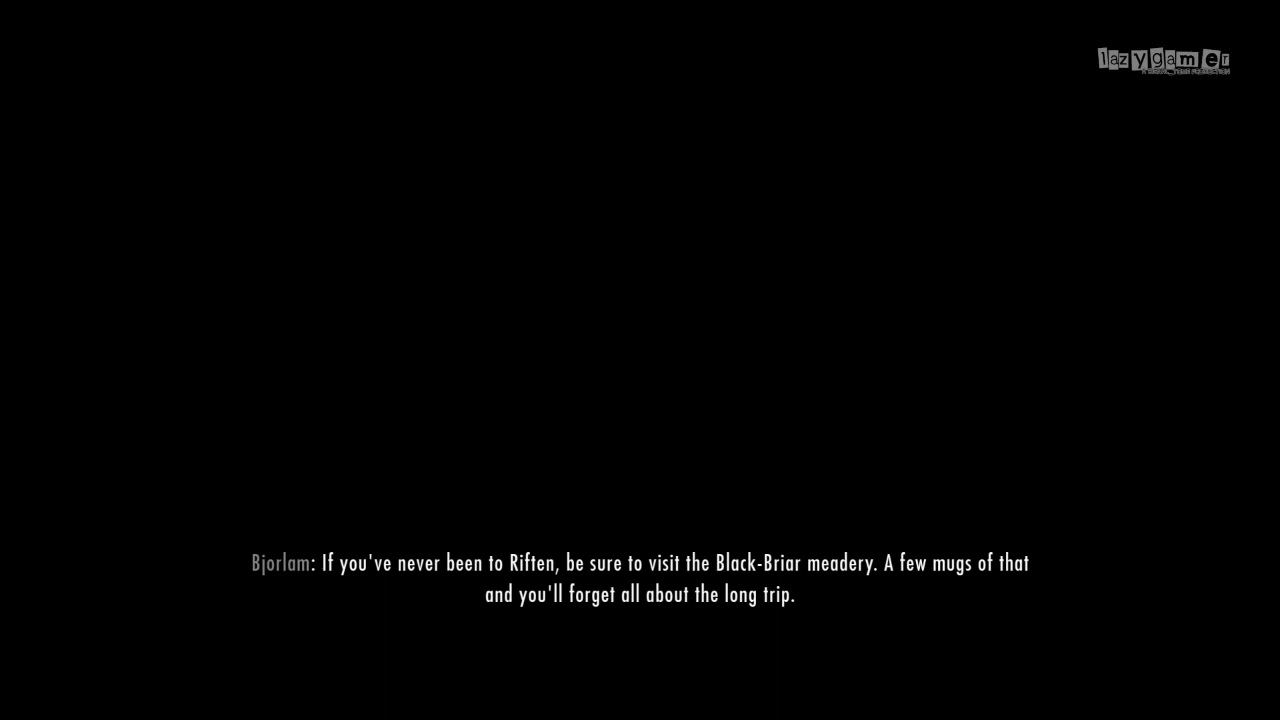 lazygamer
Bjorlam: If you've never been to Riften, be sure to visit the Black-Briar meadery. A few mugs of that
and you'll forget all about the long trip.